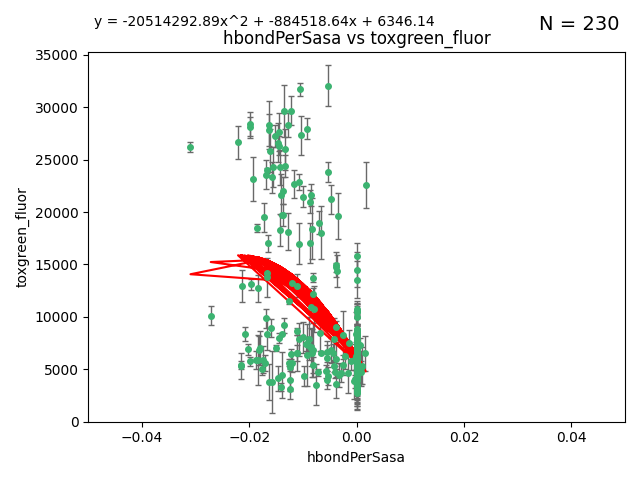 y = -20514292.89x^2 + -884518.64x + 6346.14
N = 230
hbondPerSasa vs toxgreen_fluor
35000
30000
25000
20000
15000
10000
5000
0
toxgreen_fluor
−0.04
−0.02
0.00
0.02
0.04
hbondPerSasa